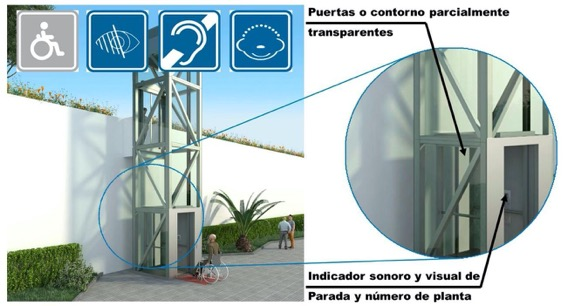 Puertas o contorno parcialmente
transparentes
Indicador sonoro y visual de
Parada y número de planta